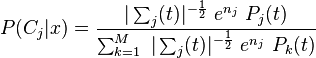 P(C_j|x) = \frac{|\sum_j(t)|^{-\frac{1}{2}} \; e^{n_j} \; P_j(t)}{\sum_{k=1}^{M} \; |\sum_j(t)|^{-\frac{1}{2}} \; e^{n_j} \; P_k(t)}